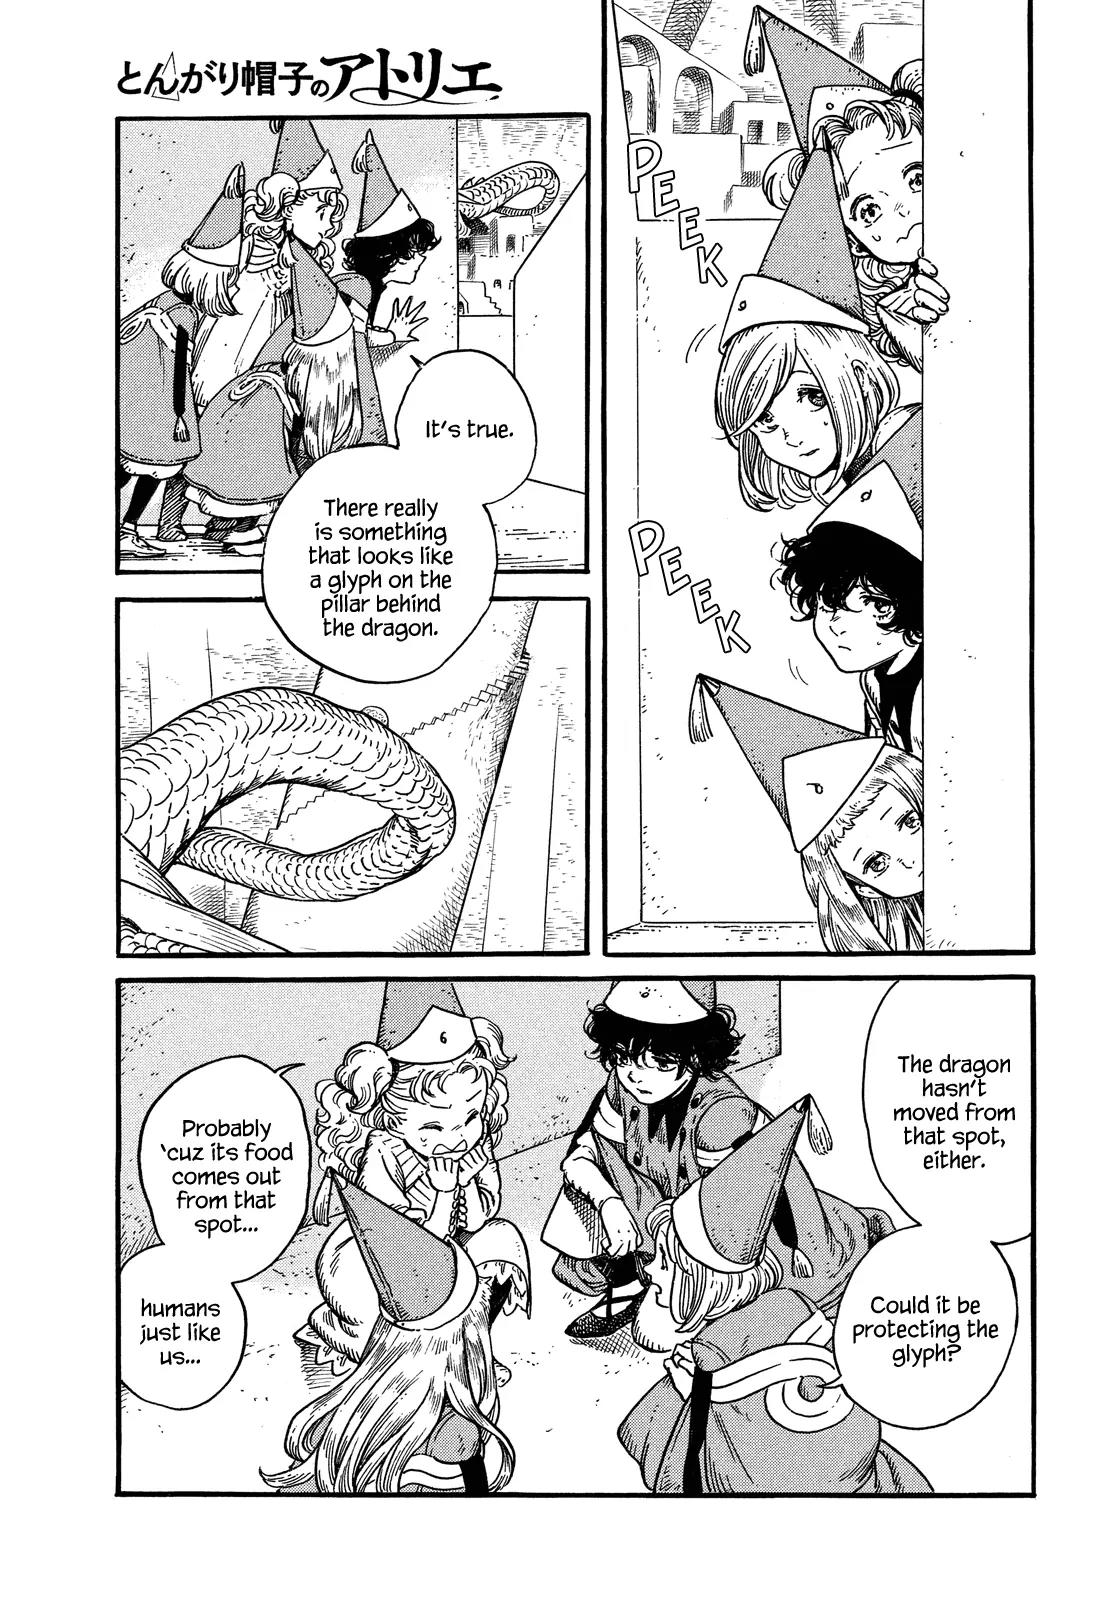 とんがり帽子のアトリエ
PEEK
PEEK
It's true.
There really
is something
that looks like
a glyph on the
pillar behind
the dragon.
The dragon
hasn't
moved from
that spot,
either.
Could it be
protecting the
glyph?
Probably
'cuz its food
comes out
from that
spot...
humans
just like
us...